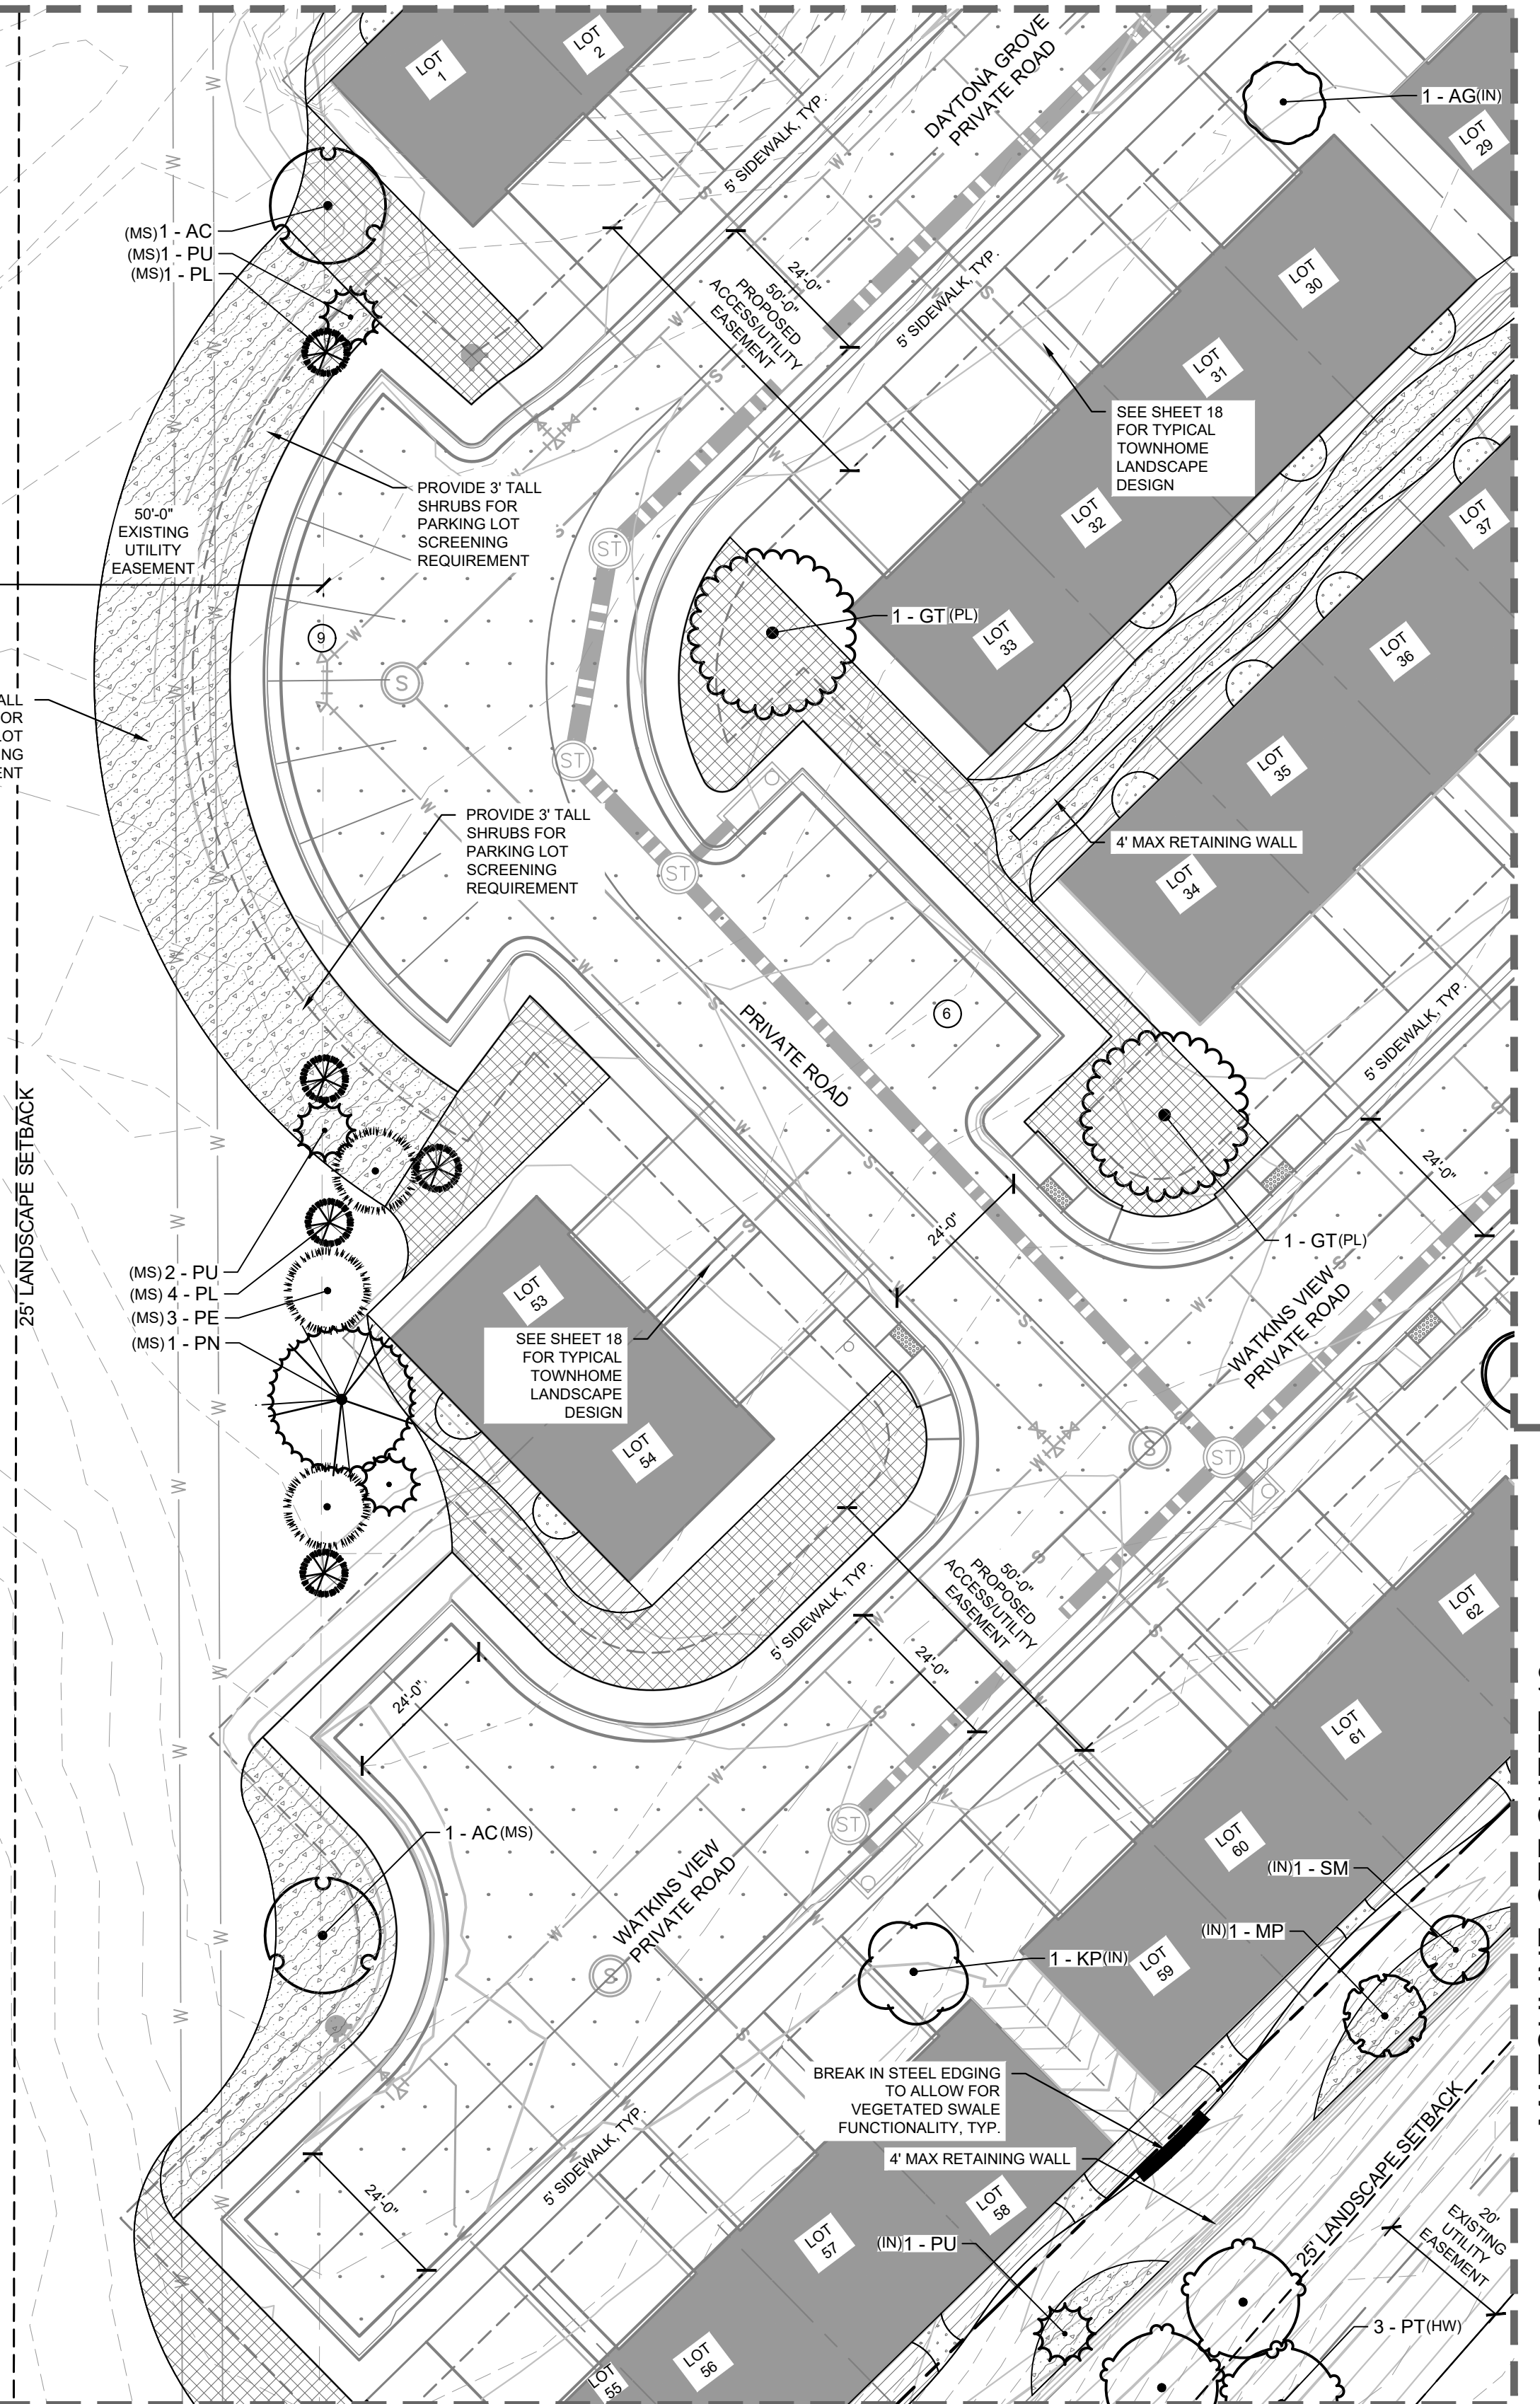 LOT
1
LOT
2
DAYTONA GROVE
PRIVATE ROAD
1 - AG(IN)
LOT
29
5' SIDEWALK, TYP.
(MS)1 - AC
(MS)1 - PU
(MS)1 - PL
24'-0"
50'-0"
PROPOSED
ACCESS/UTILITY
EASEMENT
5' SIDEWALK, TYP.
LOT
30
LOT
31
SEE SHEET 18
FOR TYPICAL
TOWNHOME
LANDSCAPE
DESIGN
PROVIDE 3' TALL
SHRUBS FOR
PARKING LOT
SCREENING
REQUIREMENT
50'-0"
EXISTING
UTILITY
EASEMENT
LOT
32
LOT
37
ST
1 - GT(PL)
LOT
33
9
LOT
36
S
ST
LOT
35
PROVIDE 3' TALL
SHRUBS FOR
PARKING LOT
SCREENING
REQUIREMENT
4' MAX RETAINING WALL
ST
LOT
34
PRIVATE ROAD
6
5' SIDEWALK, TYP.
25' LANDSCAPE SETBACK
24'-0"
24'-0"
1 - GT(PL)
(MS) 2 - PU
(MS) 4 - PL
(MS) 3 - PE
(MS) 1 - PN
LOT
53
SEE SHEET 18
FOR TYPICAL
TOWNHOME
LANDSCAPE
DESIGN
WATKINS VIEW
PRIVATE ROAD
LOT
54
S
ST
50'-0"
PROPOSED
ACCESS/UTILITY
EASEMENT
5' SIDEWALK, TYP.
LOT
62
24'-0"
24'-0"
LOT
61
ST
1 - AC(MS)
LOT
60
(IN)1 - SM
WATKINS VIEW
PRIVATE ROAD
(IN)1 - MP
S
1 - KP(IN)
LOT
59
BREAK IN STEEL EDGING
TO ALLOW FOR
VEGETATED SWALE
FUNCTIONALITY, TYP.
4' MAX RETAINING WALL
5' SIDEWALK, TYP.
24'-0"
LOT
58
LOT
57
(IN)1 - PU
25' LANDSCAPE SETBACK
20'
EXISTING
UTILITY
EASEMENT
3 - PT(HW)
LOT
56
LOT
55